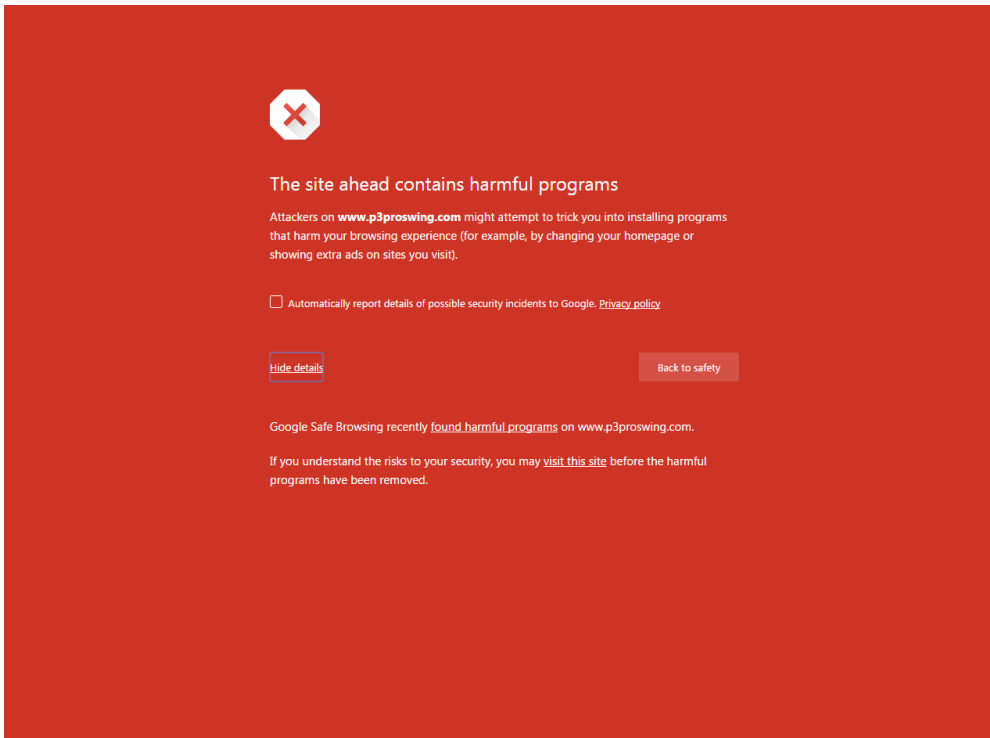 The site ahead contains harmful programs
Attackers on www.p3proswing.com might attempt to trick you into installing programs
that harm your browsing experience (for example, by changing your homepage or
showing extra ads on sites you visit).
Automatically report details of possible security incidents to Google. Privacy policy
Hide details
Back to safety
Google Safe Browsing recently found harmful programs on www.p3proswing.com.
If you understand the risks to your security, you may visit this site before the harmful
programs have been removed.